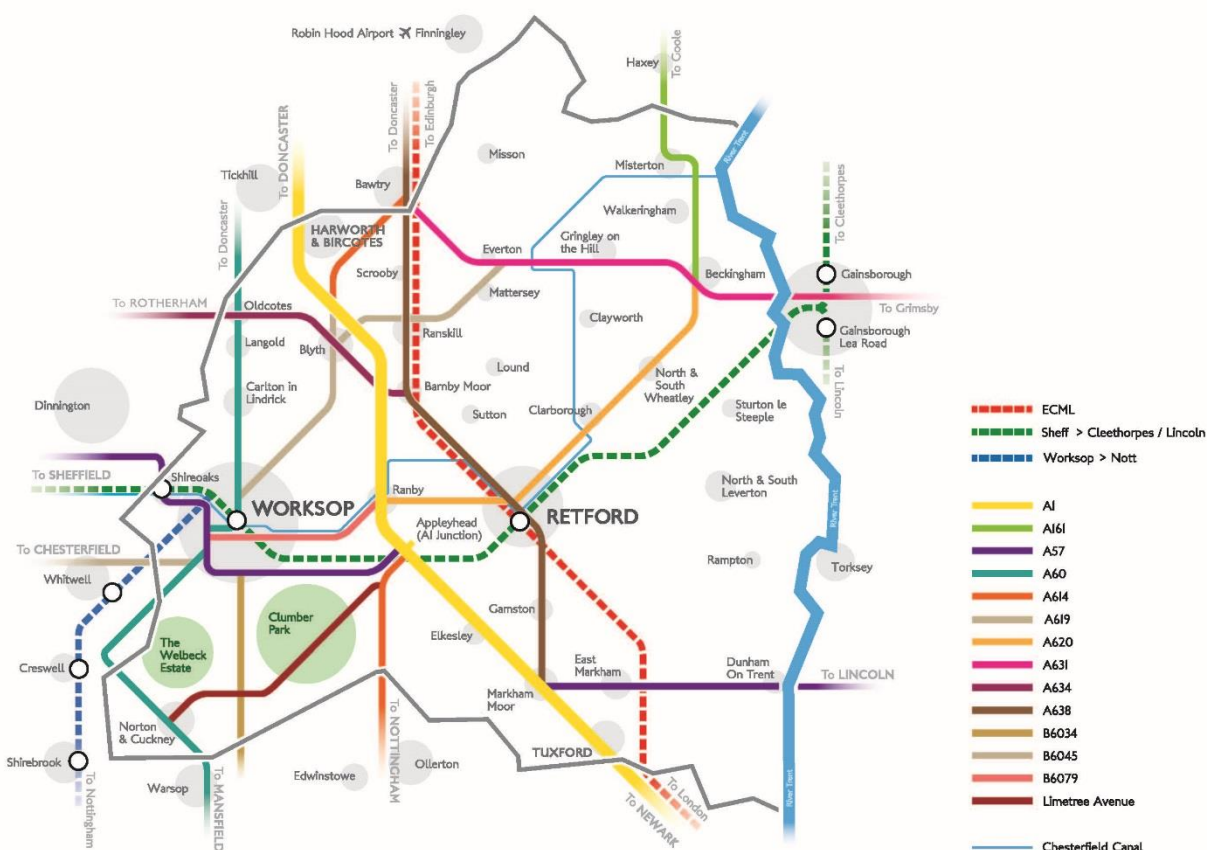 Robin Hood Airport Finningley
Haxey
To Goole
To DONCASTER
To Doncaster
To Edinburgh
River Trent
Misson
Misterton
Tickhill
Bawtry
To Cleethorpes
To Doncaster
Walkeringham
HARWORTH
& BIRCOTES
Everton
Gringley on
the Hill
Scrooby
Beckingham
Gainsborough
Mattersey
To ROTHERHAM
Oldcotes
To Grimsby
Clayworth
Ranskill
Gainsborough
Lea Road
Langold
Blyth
Lound
North &
South
Wheatley
To Lincoln
Carlton in
Lindrick
Barnby Moor
Dinnington
Sutton
Clarborough
Sturton le
Steeple
To SHEFFIELD
Shireoaks
Ranby
North & South
Leverton
WORKSOP
RETFORD
River Trent
Appleyhead
(A1 Junction)
To CHESTERFIELD
Whitwell
Rampton
Torksey
Clumber
Park
Gamston
The
Welbeck
Estate
Elkesley
Creswell
East
Markham
Dunham
On Trent
To LINCOLN
Markham
Moor
Norton
& Cuckney
TUXFORD
Shirebrook
To Nottingham
Warsop
To MANSFIELD
Edwinstowe
To NOTTINGHAM
Ollerton
To NEWARK
To London
River Trent
ECML
Sheff > Cleethorpes / Lincoln
Worksop > Nott
A1
A161
A57
A60
A614
A619
A620
A631
A634
A638
B6034
B6045
B6079
Limetree Avenue
Chesterfield Canal